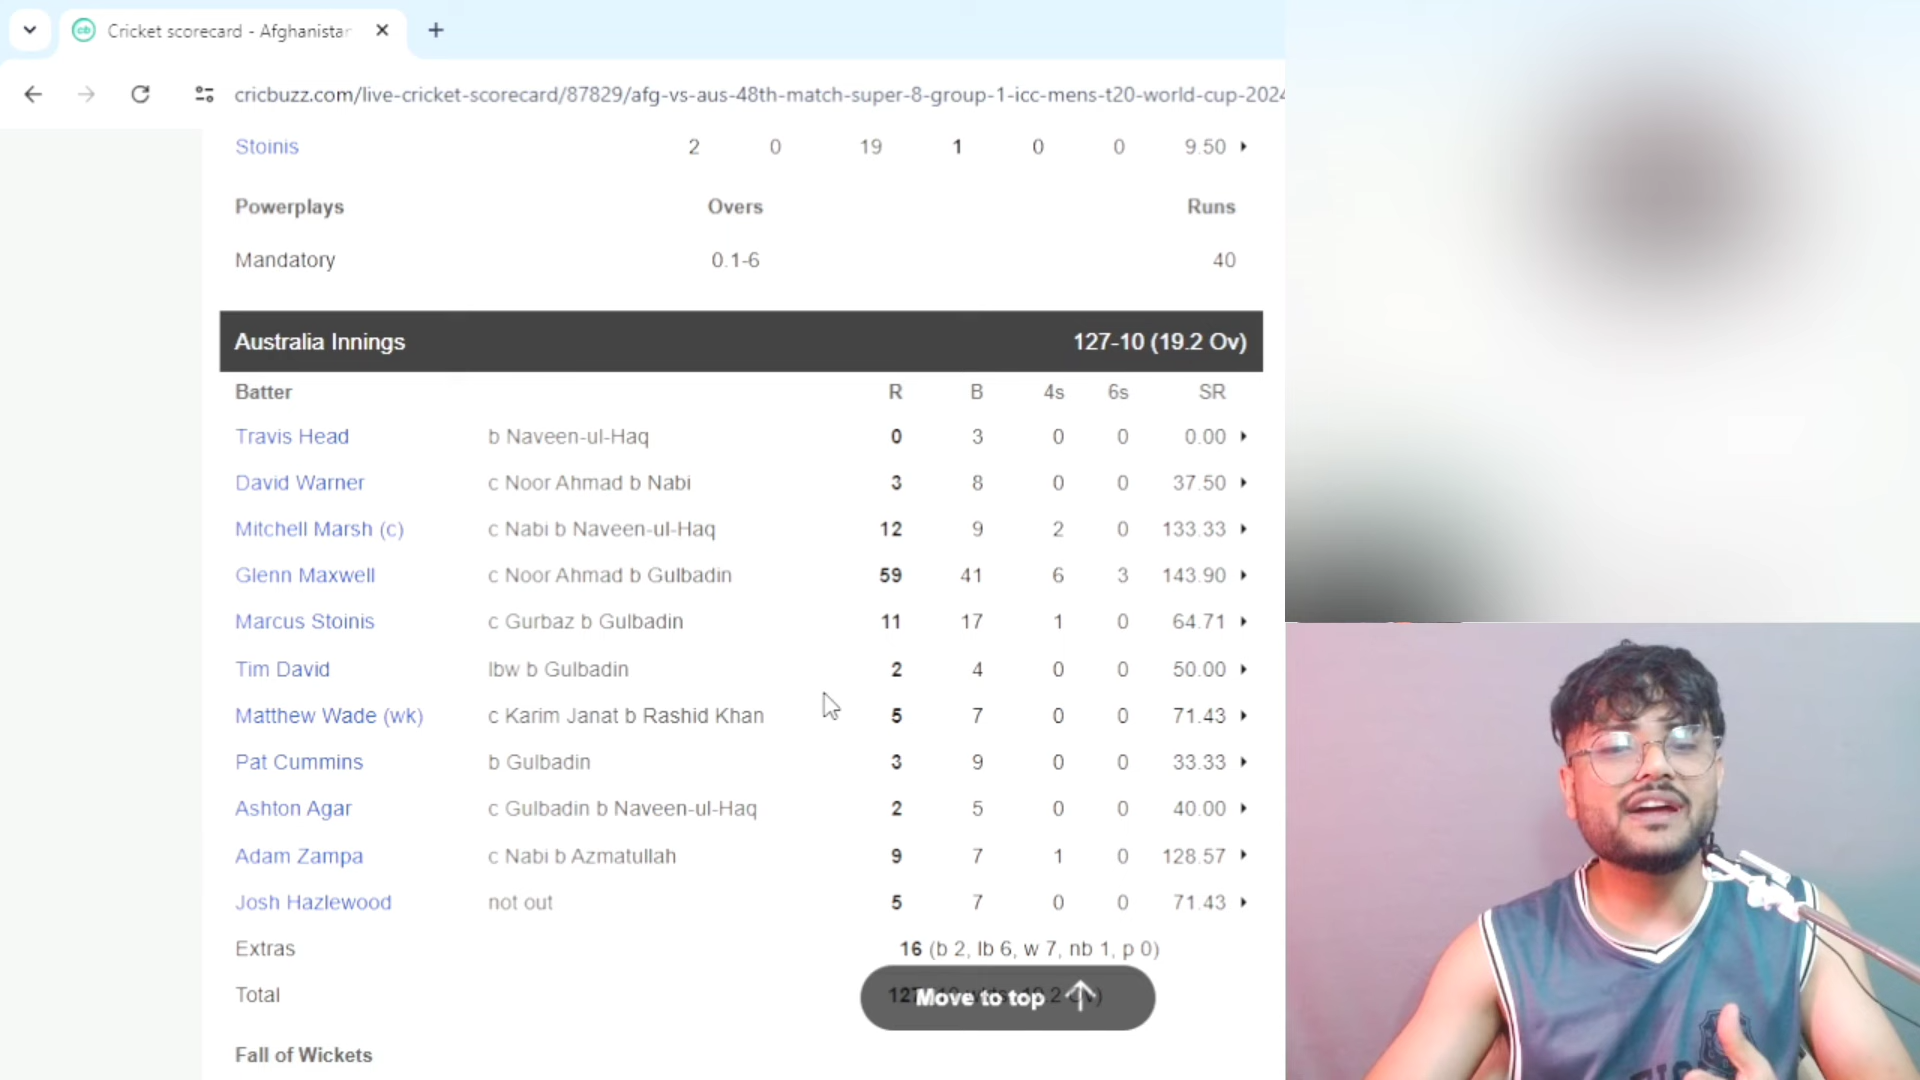 Cricket scorecard - Afghanistan
cricbuzz.com/live-cricket-scorecard/87829/afg-vs-aus-48th-match-super-8-group-1-icc-mens-t20-world-cup-2024
Stoinis 2 0 19 1 0 0 9.50
Powerplays Overs Runs
Mandatory 0.1-6 40
Australia Innings 127-10 (19.2 Ov)
Batter R B 4s 6s SR
Travis Head b Naveen-ul-Haq 0 3 0 0 0.00
David Warner c Noor Ahmad b Nabi 3 8 0 0 37.50
Mitchell Marsh (c) c Nabi b Naveen-ul-Haq 12 9 2 0 133.33
Glenn Maxwell c Noor Ahmad b Gulbadin 59 41 6 3 143.90
Marcus Stoinis c Gurbaz b Gulbadin 11 17 1 0 64.71
Tim David lbw b Gulbadin 2 4 0 0 50.00
Matthew Wade (wk) c Karim Janat b Rashid Khan 5 7 0 0 71.43
Pat Cummins b Gulbadin 3 9 0 0 33.33
Ashton Agar c Gulbadin b Naveen-ul-Haq 2 5 0 0 40.00
Adam Zampa c Nabi b Azmatullah 9 7 1 0 128.57
Josh Hazlewood not out 5 7 0 0 71.43
Extras 16 (b 2, lb 6, w 7, nb 1, p 0)
Total
Move to top
Fall of Wickets